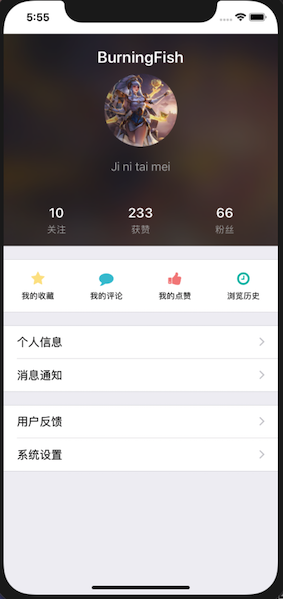 5:55
BurningFish
Ji ni tai mei
10 233 66
关注 获赞 粉丝
我的收藏 我的评论 我的点赞 浏览历史
个人信息
消息通知
用户反馈
系统设置